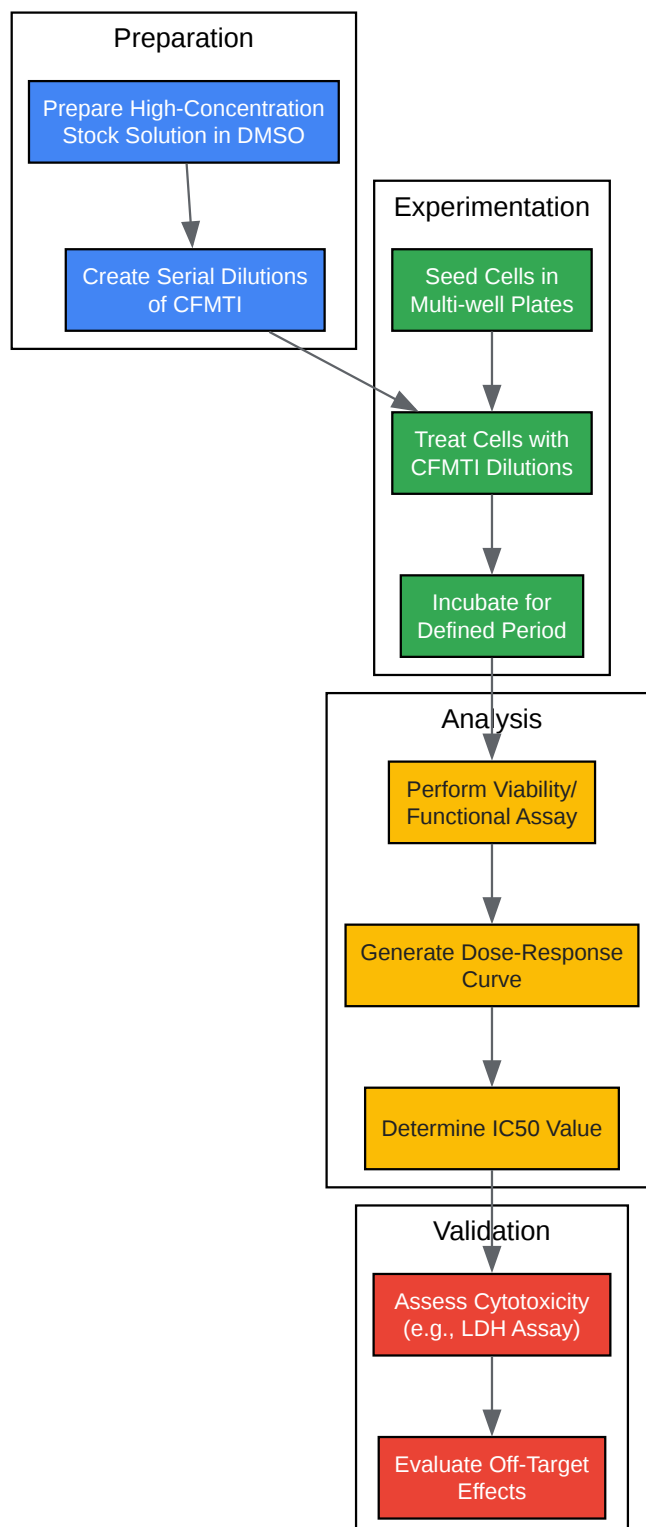 Preparation
Prepare High-Concentration
Stock Solution in DMSO
Create Serial Dilutions
of CFMTI
Experimentation
Seed Cells in
Multi-well Plates
Treat Cells with
CFMTI Dilutions
Incubate for
Defined Period
Analysis
Perform Viability/
Functional Assay
Generate Dose-Response
Curve
Determine IC50 Value
Validation
Assess Cytotoxicity
(e.g., LDH Assay)
Evaluate Off-Target
Effects